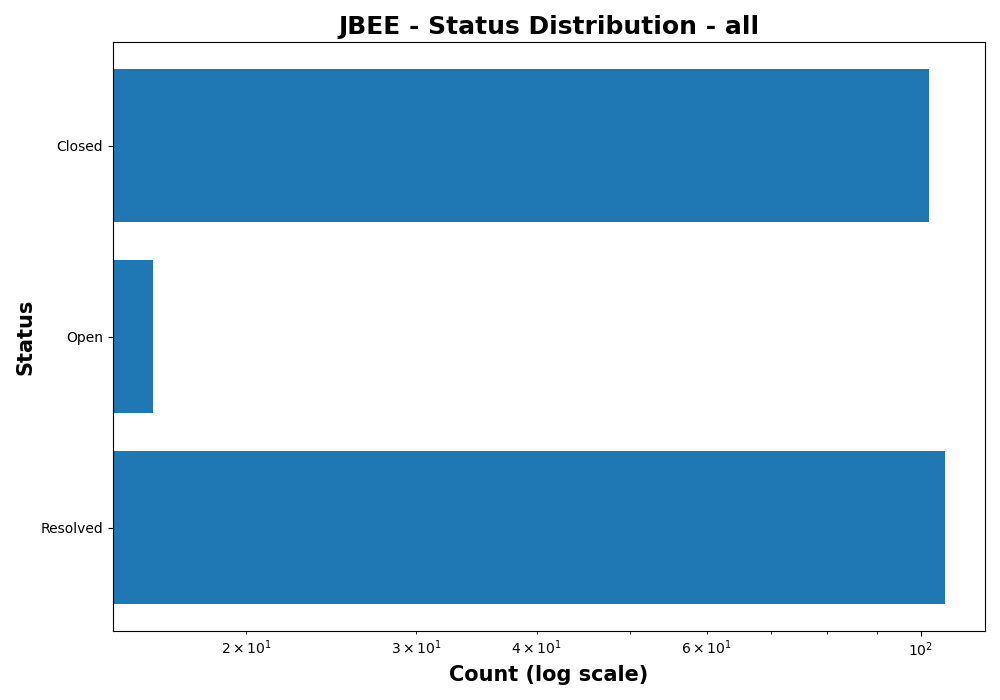 JBEE - Status Distribution - all
Status
Closed
Open
Resolved
2 × 10¹
3 × 10¹
4 × 10¹
6 × 10¹
10²
Count (log scale)